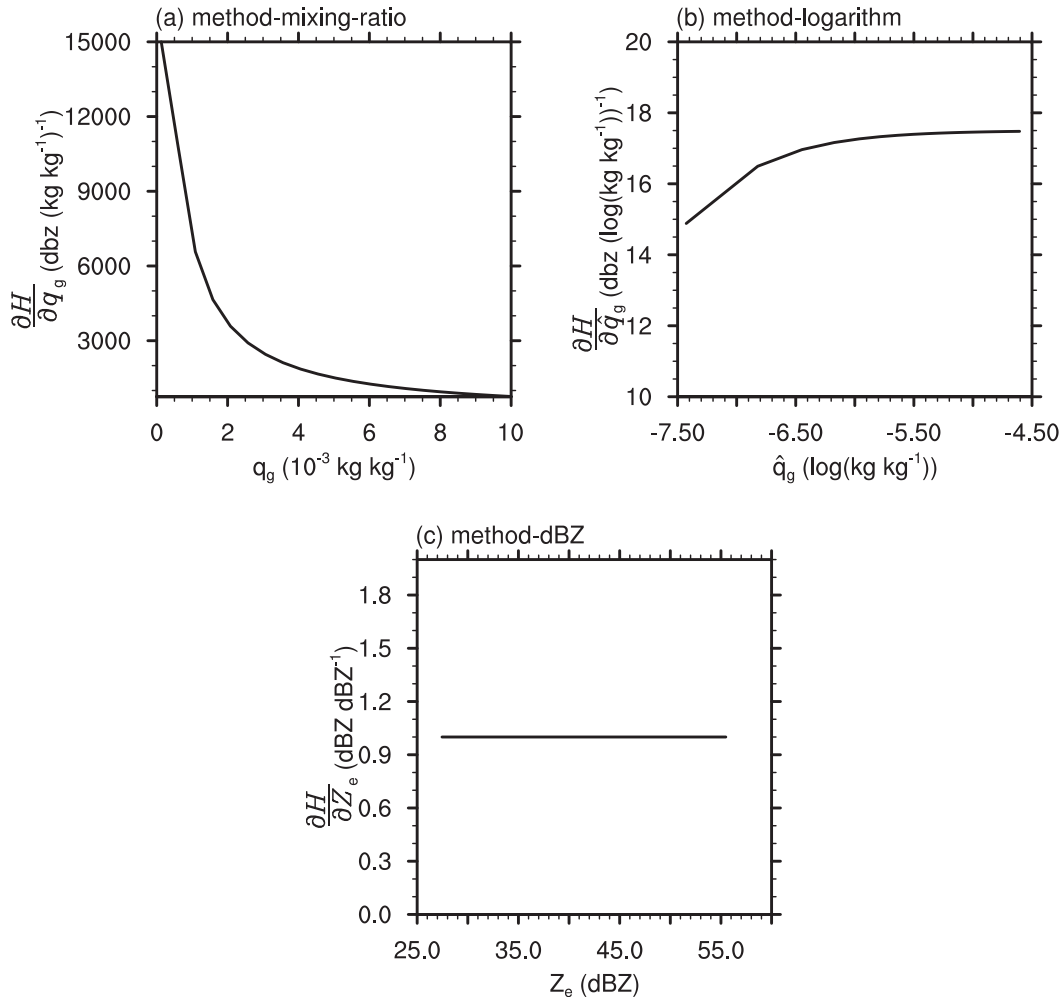 (a) method-mixing-ratio
15000
12000
9000
6000
3000
∂H/∂q_g (dbz (kg kg⁻¹)⁻¹)
0 2 4 6 8 10
q_g (10⁻³ kg kg⁻¹)
(b) method-logarithm
20
18
16
14
12
10
∂H/∂q̂_g (dbz (log(kg kg⁻¹))⁻¹)
-7.50 -6.50 -5.50 -4.50
q̂_g (log(kg kg⁻¹))
(c) method-dBZ
1.8
1.5
1.2
0.9
0.6
0.3
0.0
∂H/∂Z_e (dBZ dBZ⁻¹)
25.0 35.0 45.0 55.0
Z_e (dBZ)